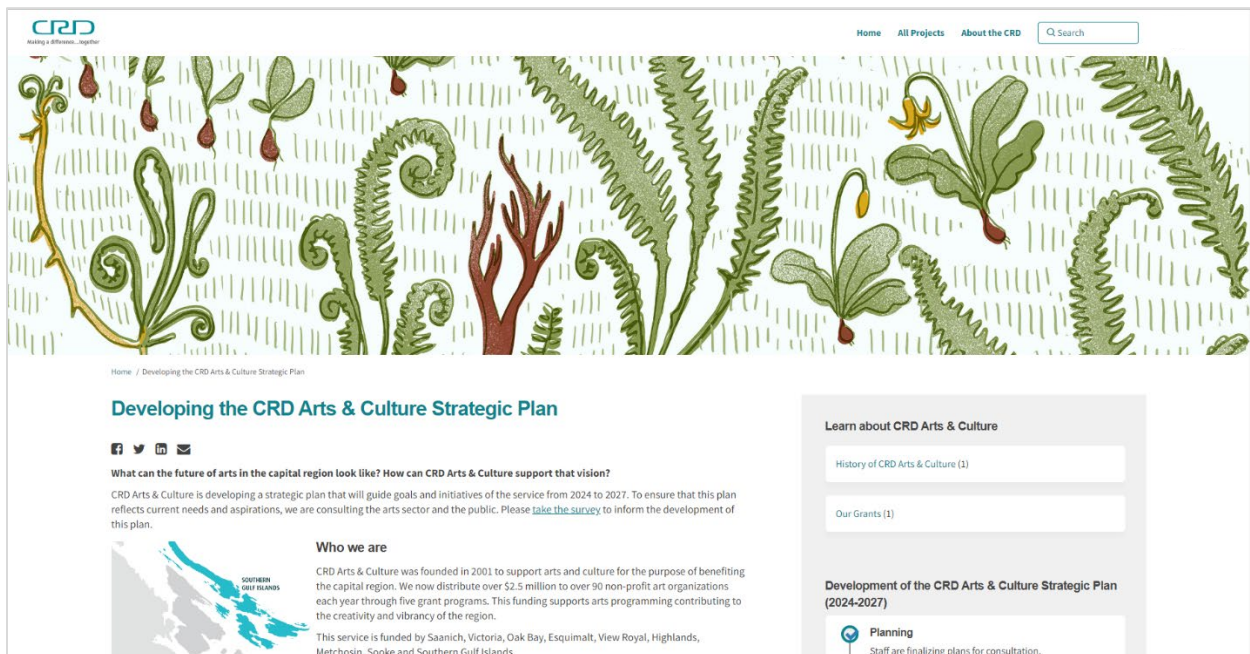 CRD
Making a difference...together
Home All Projects About the CRD Search
Home / Developing the CRD Arts & Culture Strategic Plan
Developing the CRD Arts & Culture Strategic Plan
What can the future of arts in the capital region look like? How can CRD Arts & Culture support that vision?
CRD Arts & Culture is developing a strategic plan that will guide goals and initiatives of the service from 2024 to 2027. To ensure that this plan
reflects current needs and aspirations, we are consulting the arts sector and the public. Please take the survey to inform the development of
this plan.
SOUTHERN
GULF ISLANDS
Who we are
CRD Arts & Culture was founded in 2001 to support arts and culture for the purpose of benefiting
the capital region. We now distribute over $2.5 million to over 90 non-profit art organizations
each year through five grant programs. This funding supports arts programming contributing to
the creativity and vibrancy of the region.
This service is funded by Saanich, Victoria, Oak Bay, Esquimalt, View Royal, Highlands,
Metchosin, Sooke and Southern Gulf Islands.
Learn about CRD Arts & Culture
History of CRD Arts & Culture (1)
Our Grants (1)
Development of the CRD Arts & Culture Strategic Plan
(2024-2027)
Planning
Staff are finalizing plans for consultation.